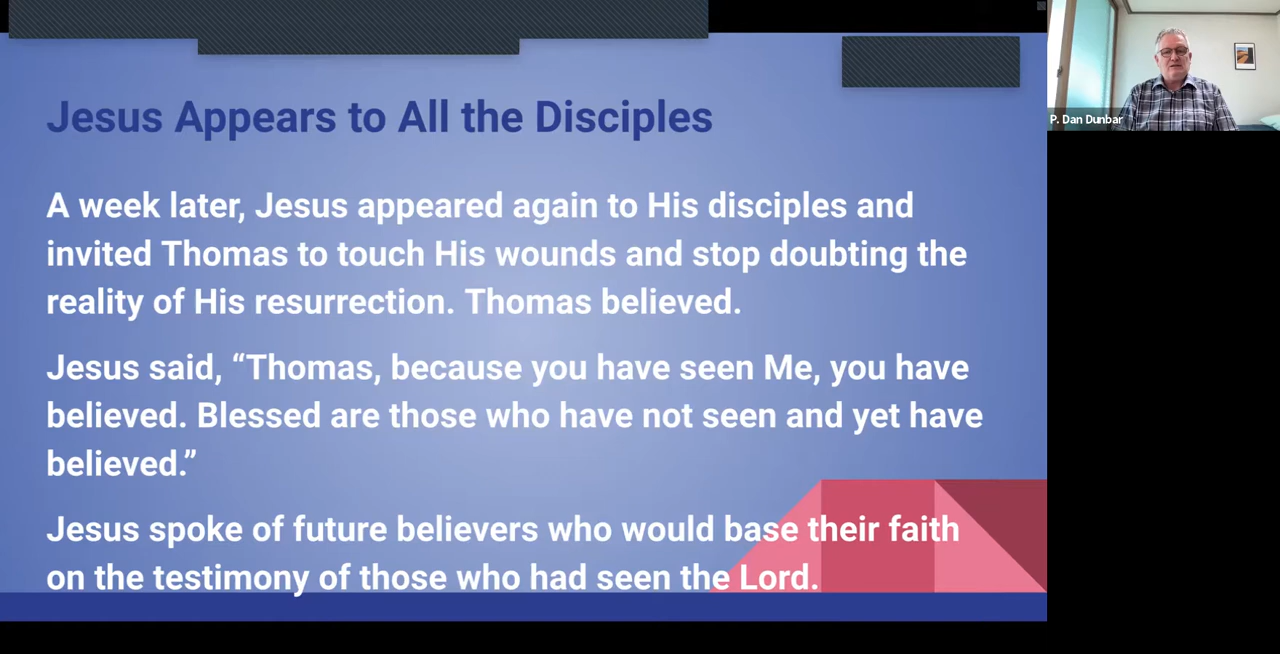 Jesus Appears to All the Disciples
A week later, Jesus appeared again to His disciples and
invited Thomas to touch His wounds and stop doubting the
reality of His resurrection. Thomas believed.
Jesus said, “Thomas, because you have seen Me, you have
believed. Blessed are those who have not seen and yet have
believed.”
Jesus spoke of future believers who would base their faith
on the testimony of those who had seen the Lord.
P. Dan Dunbar